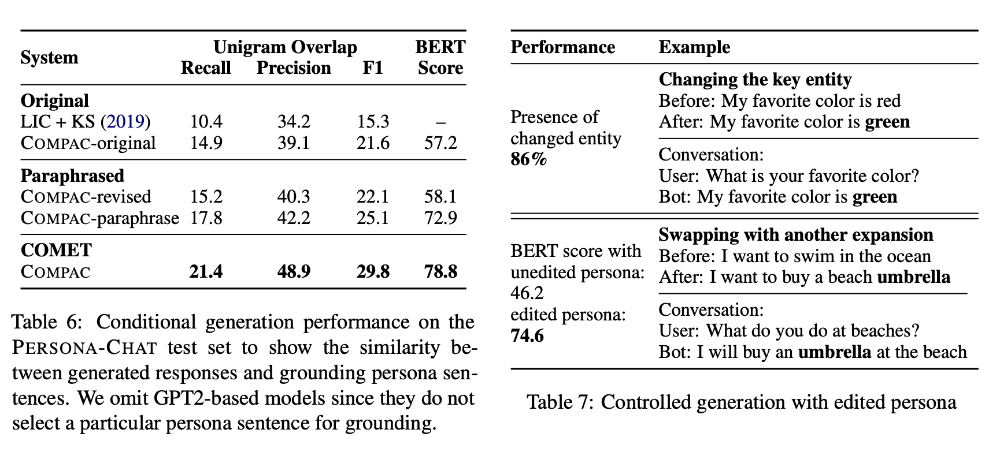 System Unigram Overlap BERT
Recall Precision F1 Score
Original
LIC + KS (2019) 10.4 34.2 15.3 –
COMPAC-original 14.9 39.1 21.6 57.2
Paraphrased
COMPAC-revised 15.2 40.3 22.1 58.1
COMPAC-paraphrase 17.8 42.2 25.1 72.9
COMET
COMPAC 21.4 48.9 29.8 78.8
Table 6: Conditional generation performance on the
PERSONA-CHAT test set to show the similarity be-
tween generated responses and grounding persona sen-
tences. We omit GPT2-based models since they do not
select a particular persona sentence for grounding.
Performance Example
Presence of
changed entity
86%
Changing the key entity
Before: My favorite color is red
After: My favorite color is green
Conversation:
User: What is your favorite color?
Bot: My favorite color is green
BERT score with
unedited persona:
46.2
edited persona:
74.6
Swapping with another expansion
Before: I want to swim in the ocean
After: I want to buy a beach umbrella
Conversation:
User: What do you do at beaches?
Bot: I will buy an umbrella at the beach
Table 7: Controlled generation with edited persona